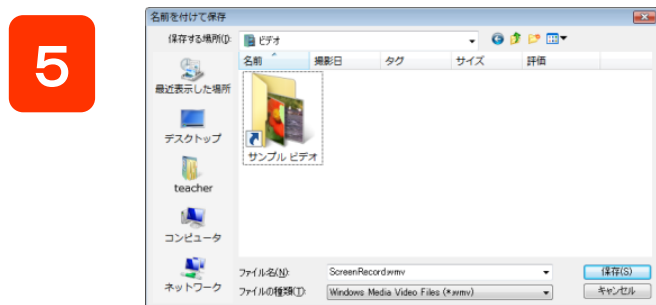 5
名前を付けて保存
保存する場所(I):
ビデオ
名前 撮影日 タグ サイズ 評価
最近表示した場所
デスクトップ
teacher
コンピュータ
ネットワーク
サンプル ビデオ
ファイル名(N):
ScreenRecord.wmv
保存(S)
ファイルの種類(T):
Windows Media Video Files (*.wmv)
キャンセル